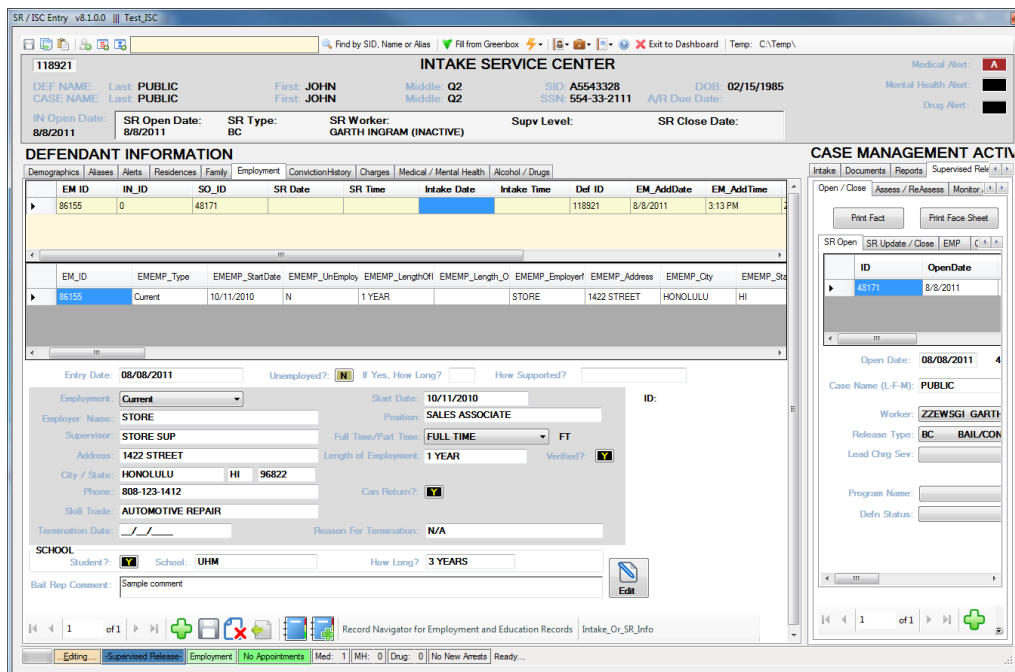 SR / ISC Entry v8.1.0.0 ||| Test_ISC
Find by SID, Name or Alias Fill from Greenbox Exit to Dashboard Temp: C:\Temp\
118921 INTAKE SERVICE CENTER Medical Alert: A
DEF NAME Last: PUBLIC First: JOHN Middle: Q2 SID: A5543328 DOB: 02/15/1985 Mental Health Alert:
CASE NAME Last: PUBLIC First: JOHN Middle: Q2 SSN: 554-33-2111 A/R Due Date: Drug Alert:
IN Open Date: SR Open Date: SR Type: SR Worker: Supv Level: SR Close Date:
8/8/2011 8/8/2011 BC GARTH INGRAM (INACTIVE)
DEFENDANT INFORMATION
Demographics Aliases Alerts Residences Family Employment ConvictionHistory Charges Medical / Mental Health Alcohol / Drugs
EM ID IN_ID SO_ID SR Date SR Time Intake Date Intake Time Def ID EM_AddDate EM_AddTime
86155 0 48171 118921 8/8/2011 3:13 PM
EM_ID EMEMP_Type EMEMP_StartDate EMEMP_UnEmploy EMEMP_LengthOfl EMEMP_Length_O EMEMP_EmployerN EMEMP_Address EMEMP_City EMEMP_Sta
86155 Current 10/11/2010 N 1 YEAR STORE 1422 STREET HONOLULU HI
Entry Date: 08/08/2011 Unemployed?: N If Yes, How Long? How Supported?
Employment: Current Start Date: 10/11/2010 ID:
Employer Name: STORE Position: SALES ASSOCIATE
Supervisor: STORE SUP Full Time/Part Time: FULL TIME FT
Address: 1422 STREET Length of Employment: 1 YEAR Verified?: Y
City / State: HONOLULU HI 96822
Phone: 808-123-1412 Can Return?: Y
Skill Trade: AUTOMOTIVE REPAIR
Termination Date: __/__/____ Reason For Termination: N/A
SCHOOL
Student?: Y School: UHM How Long? 3 YEARS
Bail Rep Comment: Sample comment
Edit
1 of 1 Record Navigator for Employment and Education Records Intake_Or_SR_Info
CASE MANAGEMENT ACTIV
Intake Documents Reports Supervised Rele
Open / Close Assess / ReAssess Monitor
Print Fact Print Face Sheet
SR Open SR Update / Close EMP
ID OpenDate
48171 8/8/2011
Open Date: 08/08/2011 4
Case Name (L-F-M): PUBLIC
Worker: ZZEWSGI GARTH
Release Type: BC BAIL/CON
Lead Chrg Sev:
Program Name:
Defn Status:
1 of 1
...Editing.... -Supervised Release- Employment No Appointments Med: 1 MH: 0 Drug: 0 No New Arrests Ready....